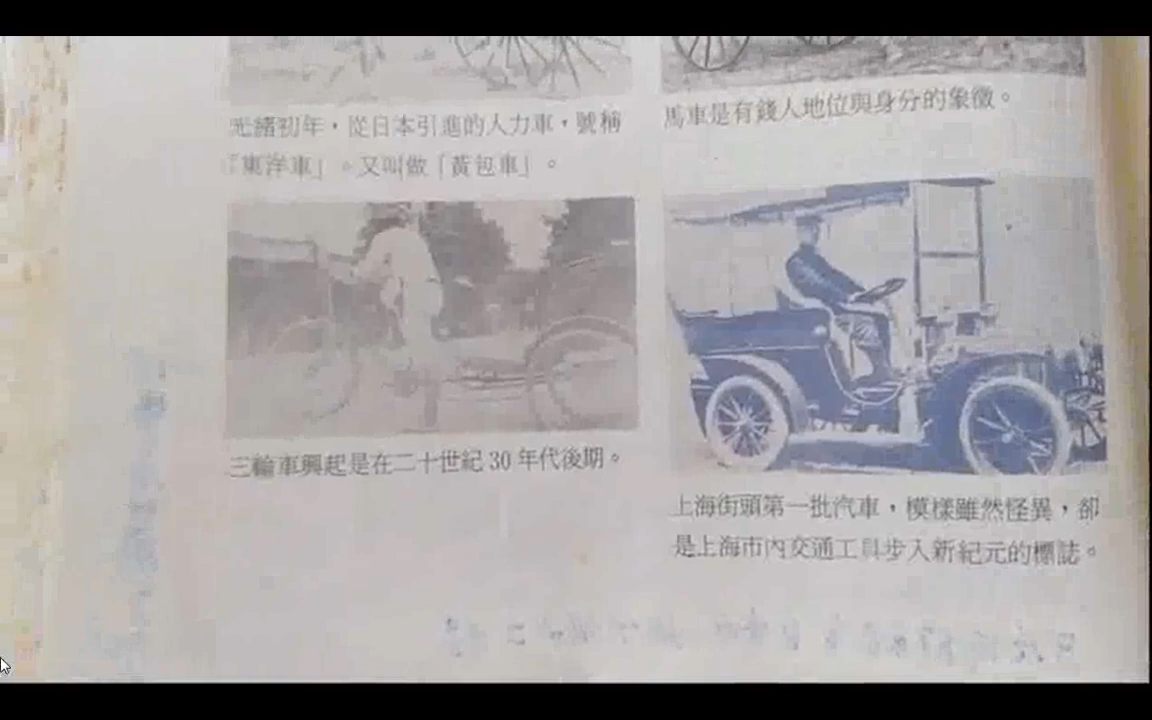 光緒初年，從日本引進的人力車，號稱
「東洋車」。又叫做「黃包車」。
馬車是有錢人地位與身分的象徵。
三輪車興起是在二十世紀30年代後期。
上海街頭第一批汽車，模樣雖然怪異，卻
是上海市內交通工具步入新紀元的標誌。